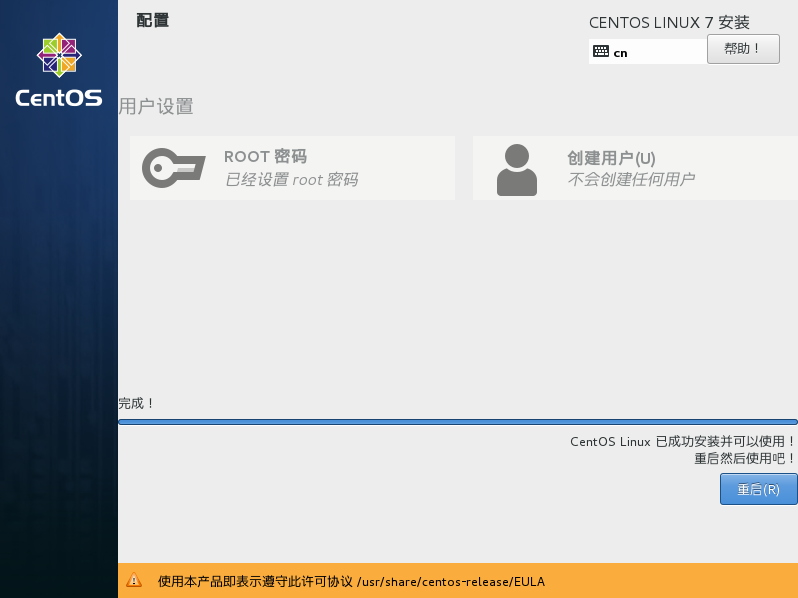 配置
CENTOS LINUX 7 安装
cn
帮助！
CentOS
用户设置
ROOT 密码
已经设置 root 密码
创建用户(U)
不会创建任何用户
完成！
CentOS Linux 已成功安装并可以使用！
重启然后使用吧！
重启(R)
使用本产品即表示遵守此许可协议 /usr/share/centos-release/EULA